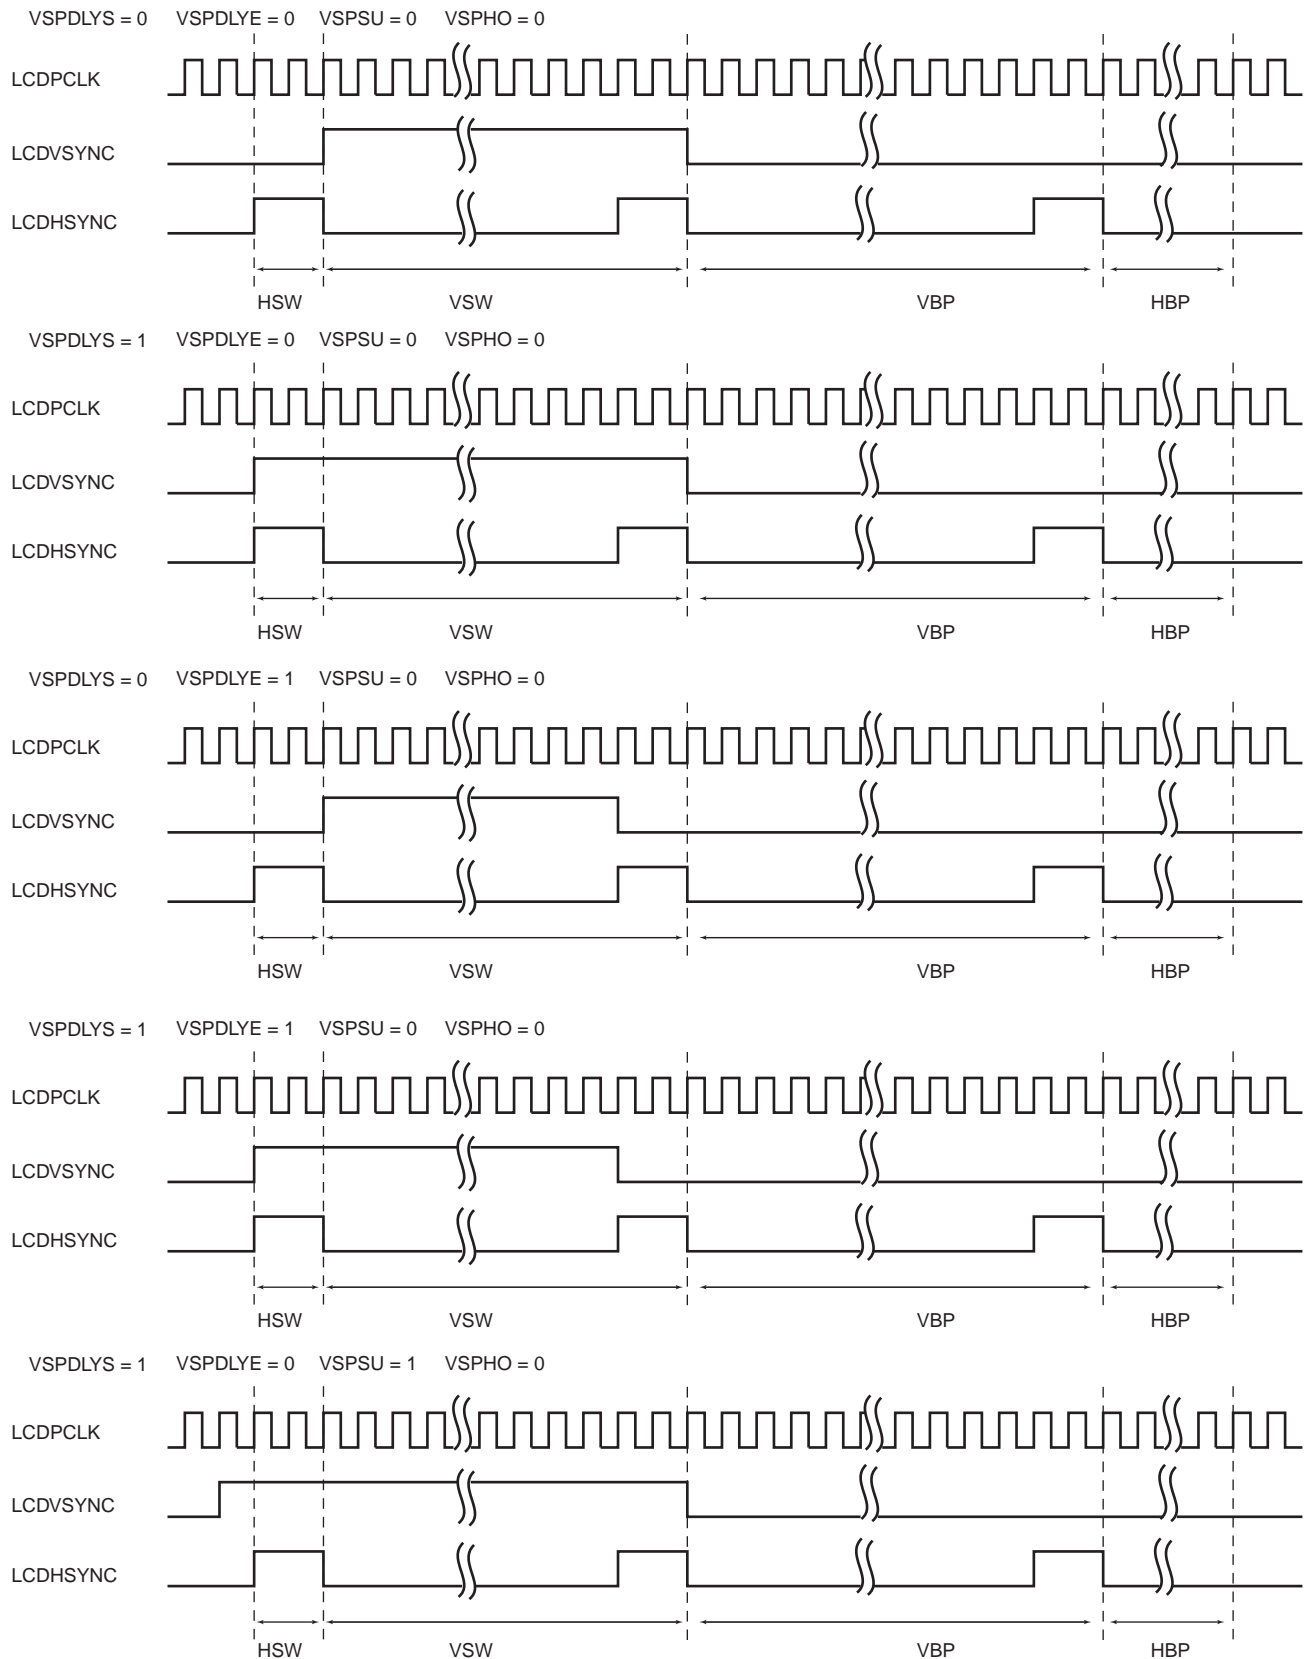 VSPDLYS = 0 VSPDLYE = 0 VSPSU = 0 VSPHO = 0
LCDPCLK
LCDVSYNC
LCDHSYNC
HSW VSW VBP HBP
VSPDLYS = 1 VSPDLYE = 0 VSPSU = 0 VSPHO = 0
LCDPCLK
LCDVSYNC
LCDHSYNC
HSW VSW VBP HBP
VSPDLYS = 0 VSPDLYE = 1 VSPSU = 0 VSPHO = 0
LCDPCLK
LCDVSYNC
LCDHSYNC
HSW VSW VBP HBP
VSPDLYS = 1 VSPDLYE = 1 VSPSU = 0 VSPHO = 0
LCDPCLK
LCDVSYNC
LCDHSYNC
HSW VSW VBP HBP
VSPDLYS = 1 VSPDLYE = 0 VSPSU = 1 VSPHO = 0
LCDPCLK
LCDVSYNC
LCDHSYNC
HSW VSW VBP HBP